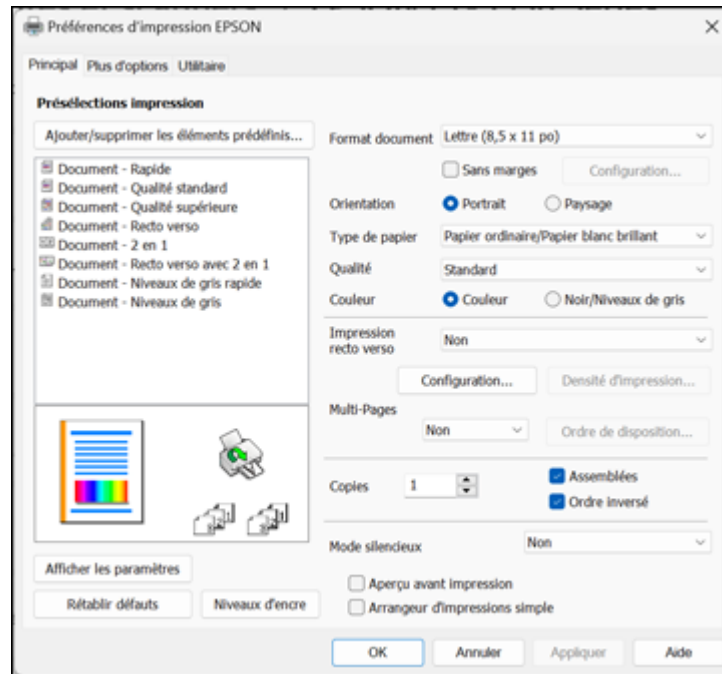 Préférences d'impression EPSON
Principal Plus d'options Utilitaire
Présélections impression
Ajouter/supprimer les éléments prédéfinis...
Document - Rapide
Document - Qualité standard
Document - Qualité supérieure
Document - Recto verso
Document - 2 en 1
Document - Recto verso avec 2 en 1
Document - Niveaux de gris rapide
Document - Niveaux de gris
Afficher les paramètres
Rétablir défauts Niveaux d'encre
Format document Lettre (8,5 x 11 po)
Sans marges Configuration...
Orientation Portrait Paysage
Type de papier Papier ordinaire/Papier blanc brillant
Qualité Standard
Couleur Couleur Noir/Niveaux de gris
Impression
recto verso Non
Configuration... Densité d'impression...
Multi-Pages
Non Ordre de disposition...
Copies 1 Assemblées
Ordre inversé
Mode silencieux Non
Aperçu avant impression
Arrangeur d'impressions simple
OK Annuler Appliquer Aide